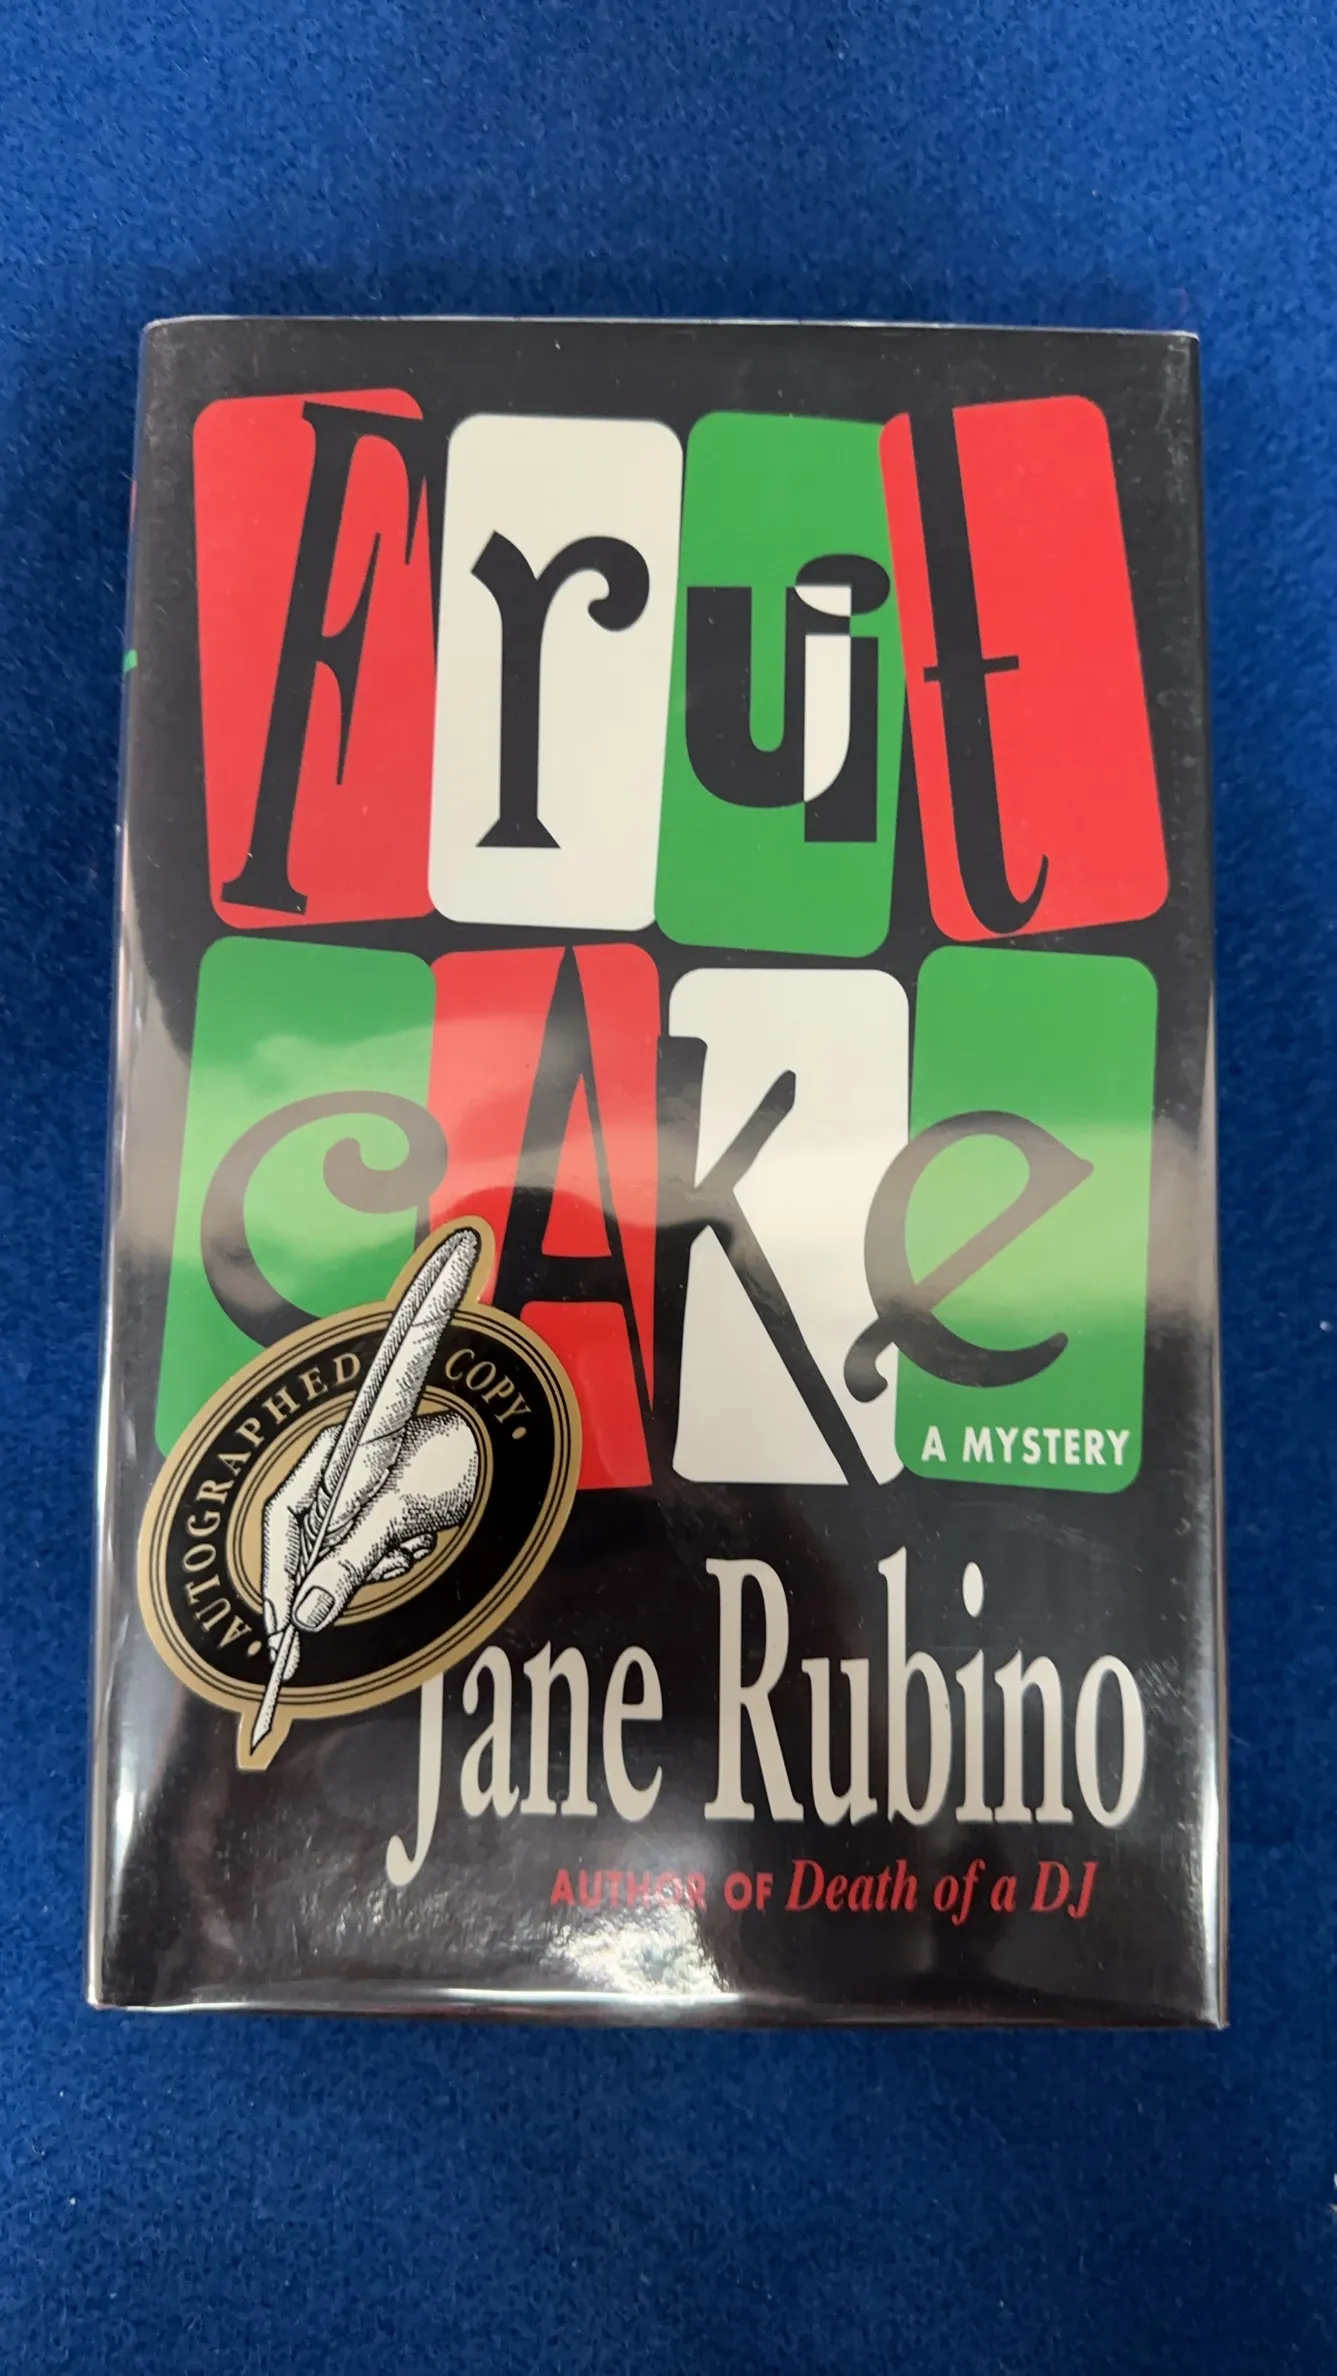 Fruit
cAKe
A MYSTERY
• AUTOGRAPHED COPY •
Jane Rubino
AUTHOR OF Death of a DJ